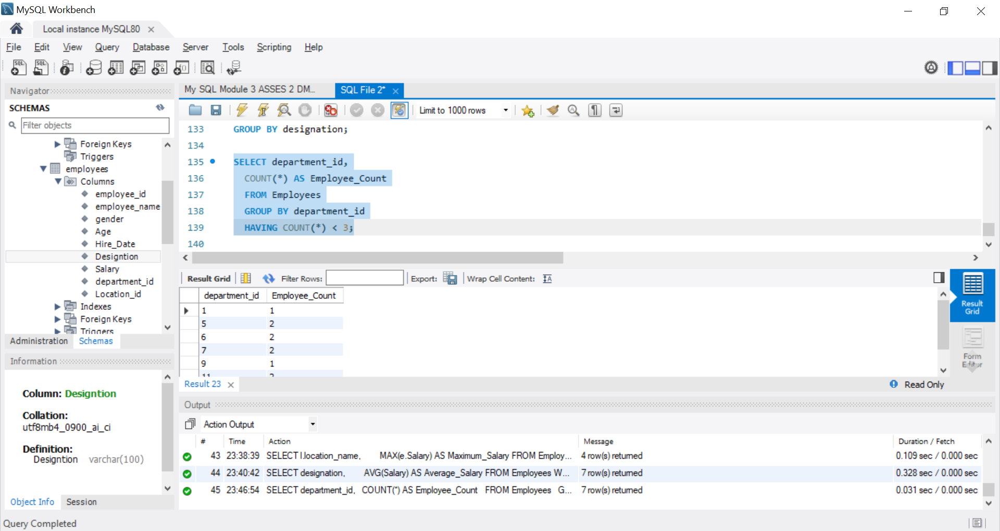 MySQL Workbench
Local instance MySQL80
File Edit View Query Database Server Tools Scripting Help
Navigator
SCHEMAS
Filter objects
Foreign Keys
Triggers
employees
Columns
employee_id
employee_name
gender
Age
Hire_Date
Designtion
Salary
department_id
Location_id
Indexes
Foreign Keys
Triggers
Administration Schemas
Information
Column: Designtion
Collation:
utf8mb4_0900_ai_ci
Definition:
Designtion varchar(100)
Object Info Session
Query Completed
My SQL Module 3 ASSES 2 DM... SQL File 2*
Limit to 1000 rows
133 GROUP BY designation;
134
135 SELECT department_id,
136 COUNT(*) AS Employee_Count
137 FROM Employees
138 GROUP BY department_id
139 HAVING COUNT(*) < 3;
140
Result Grid Filter Rows: Export: Wrap Cell Content:
department_id Employee_Count
1 1
5 2
6 2
7 2
9 1
11 2
Result Grid
Form Editor
Result 23
Read Only
Output
Action Output
# Time Action Message Duration / Fetch
43 23:38:39 SELECT l.location_name, MAX(e.Salary) AS Maximum_Salary FROM Employ... 4 row(s) returned 0.109 sec / 0.000 sec
44 23:40:42 SELECT designation, AVG(Salary) AS Average_Salary FROM Employees W... 7 row(s) returned 0.328 sec / 0.000 sec
45 23:46:54 SELECT department_id, COUNT(*) AS Employee_Count FROM Employees G... 7 row(s) returned 0.031 sec / 0.000 sec